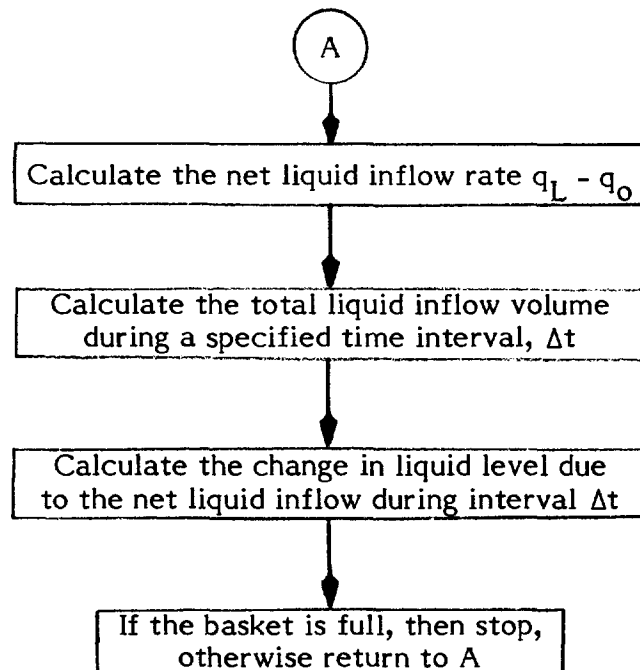 A
Calculate the net liquid inflow rate q_L - q_o
Calculate the total liquid inflow volume
during a specified time interval, Δt
Calculate the change in liquid level due
to the net liquid inflow during interval Δt
If the basket is full, then stop,
otherwise return to A